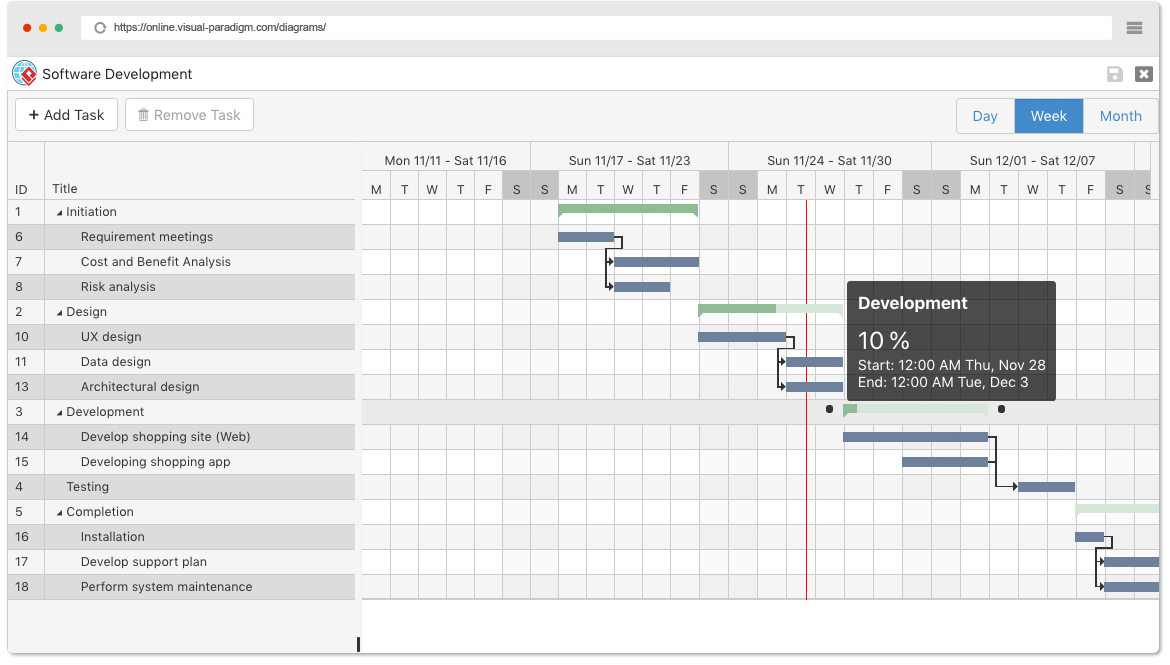 https://online.visual-paradigm.com/diagrams/
Software Development
+ Add Task Remove Task Day Week Month
Mon 11/11 - Sat 11/16 Sun 11/17 - Sat 11/23 Sun 11/24 - Sat 11/30 Sun 12/01 - Sat 12/07
ID Title M T W T F S S M T W T F S S M T W T F S S M T W T F S S
1 Initiation
6 Requirement meetings
7 Cost and Benefit Analysis
8 Risk analysis
2 Design
10 UX design
11 Data design
13 Architectural design
3 Development
14 Develop shopping site (Web)
15 Developing shopping app
4 Testing
5 Completion
16 Installation
17 Develop support plan
18 Perform system maintenance
Development
10 %
Start: 12:00 AM Thu, Nov 28
End: 12:00 AM Tue, Dec 3